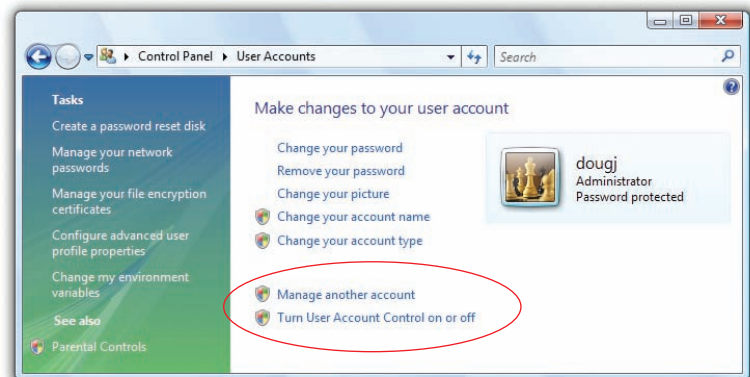 Control Panel ▸ User Accounts
Search
Tasks
Create a password reset disk
Manage your network
passwords
Manage your file encryption
certificates
Configure advanced user
profile properties
Change my environment
variables
See also
Parental Controls
Make changes to your user account
Change your password
Remove your password
Change your picture
Change your account name
Change your account type
Manage another account
Turn User Account Control on or off
dougj
Administrator
Password protected